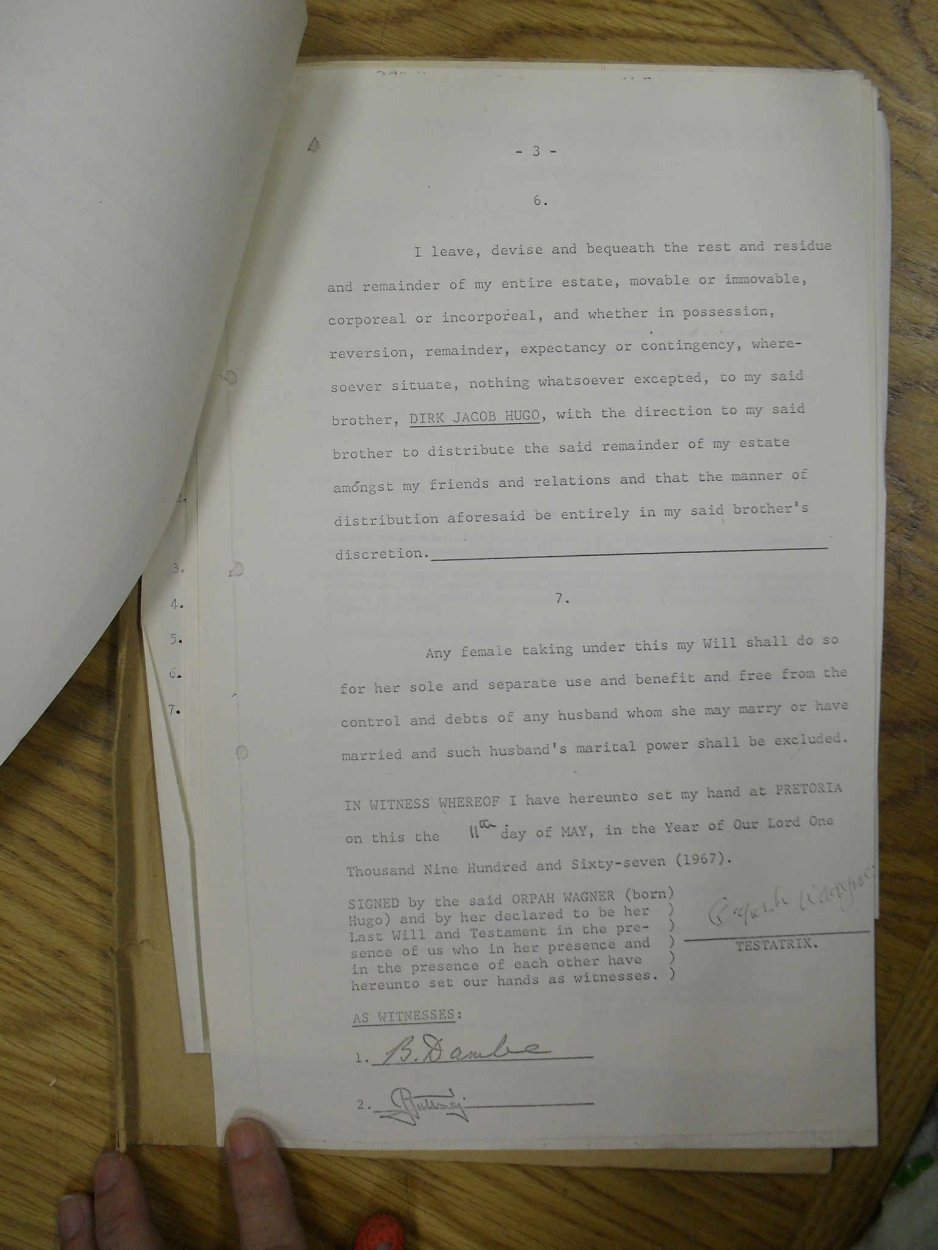 - 3 -
6.
I leave, devise and bequeath the rest and residue
and remainder of my entire estate, movable or immovable,
corporeal or incorporeal, and whether in possession,
reversion, remainder, expectancy or contingency, where-
soever situate, nothing whatsoever excepted, to my said
brother, DIRK JACOB HUGO, with the direction to my said
brother to distribute the said remainder of my estate
amongst my friends and relations and that the manner of
distribution aforesaid be entirely in my said brother's
discretion.
7.
Any female taking under this my Will shall do so
for her sole and separate use and benefit and free from the
control and debts of any husband whom she may marry or have
married and such husband's marital power shall be excluded.
IN WITNESS WHEREOF I have hereunto set my hand at PRETORIA
on this the 11th day of MAY, in the Year of Our Lord One
Thousand Nine Hundred and Sixty-seven (1967).
SIGNED by the said ORPAH WAGNER (born)
Hugo) and by her declared to be her )
Last Will and Testament in the pre- )
sence of us who in her presence and )
in the presence of each other have )
hereunto set our hands as witnesses. )
Orpah Wagner
TESTATRIX.
AS WITNESSES:
1. B. Dambe
2.
2.
3.
4.
5.
6.
7.